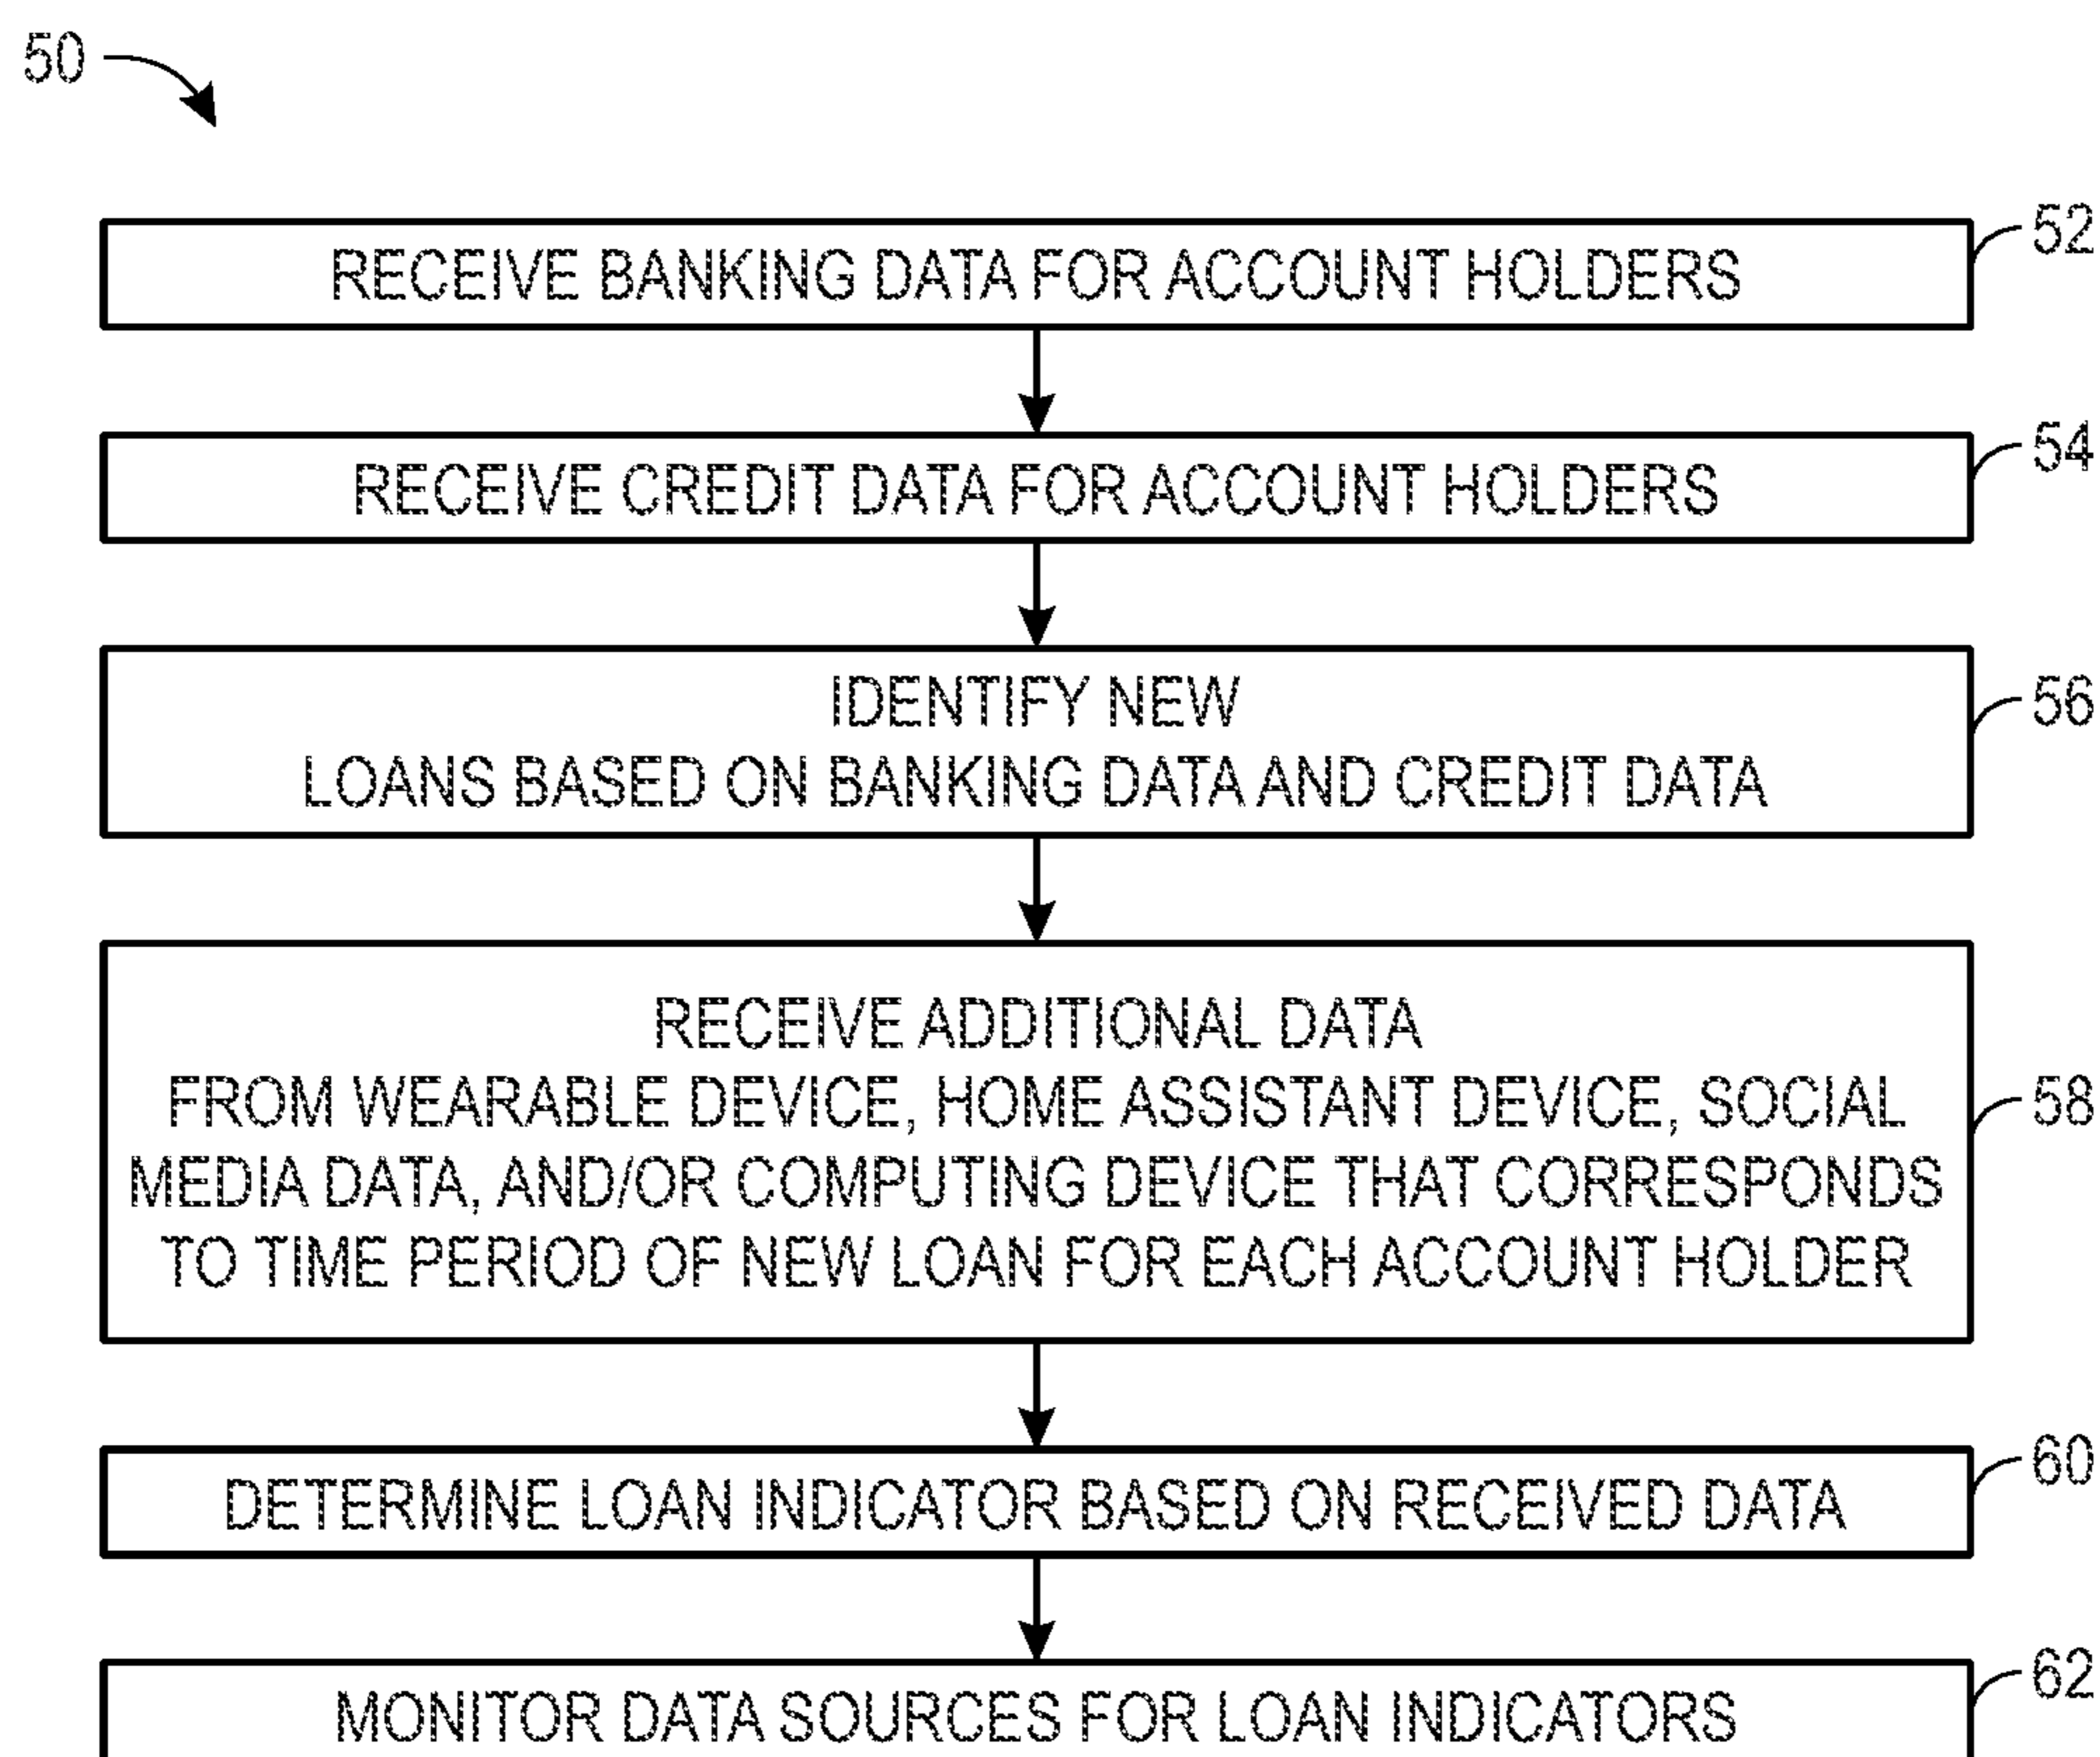 50
RECEIVE BANKING DATA FOR ACCOUNT HOLDERS
52
RECEIVE CREDIT DATA FOR ACCOUNT HOLDERS
54
IDENTIFY NEW
LOANS BASED ON BANKING DATA AND CREDIT DATA
56
RECEIVE ADDITIONAL DATA
FROM WEARABLE DEVICE, HOME ASSISTANT DEVICE, SOCIAL
MEDIA DATA, AND/OR COMPUTING DEVICE THAT CORRESPONDS
TO TIME PERIOD OF NEW LOAN FOR EACH ACCOUNT HOLDER
58
DETERMINE LOAN INDICATOR BASED ON RECEIVED DATA
60
MONITOR DATA SOURCES FOR LOAN INDICATORS
62